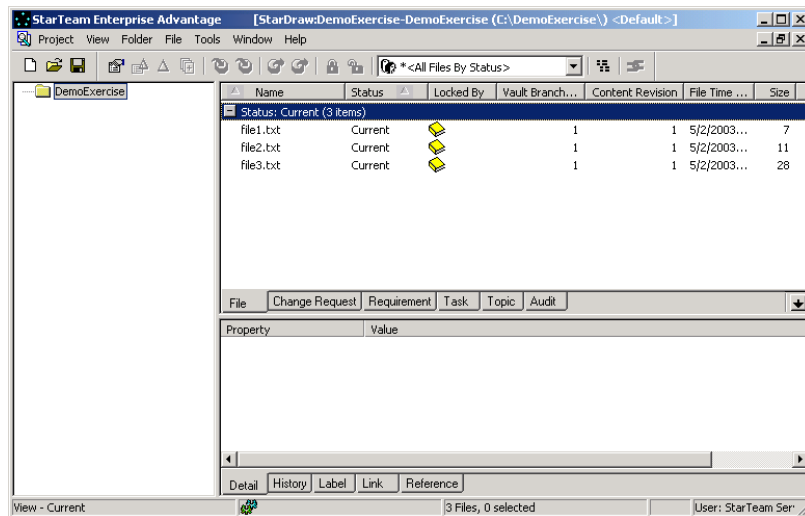 StarTeam Enterprise Advantage [StarDraw:DemoExercise-DemoExercise (C:\DemoExercise\) <Default>]
Project View Folder File Tools Window Help
*<All Files By Status>
DemoExercise
Name Status Locked By Vault Branch... Content Revision File Time ... Size
Status: Current (3 items)
file1.txt Current 1 1 5/2/2003... 7
file2.txt Current 1 1 5/2/2003... 11
file3.txt Current 1 1 5/2/2003... 28
File Change Request Requirement Task Topic Audit
Property Value
Detail History Label Link Reference
View - Current 3 Files, 0 selected User: StarTeam Ser